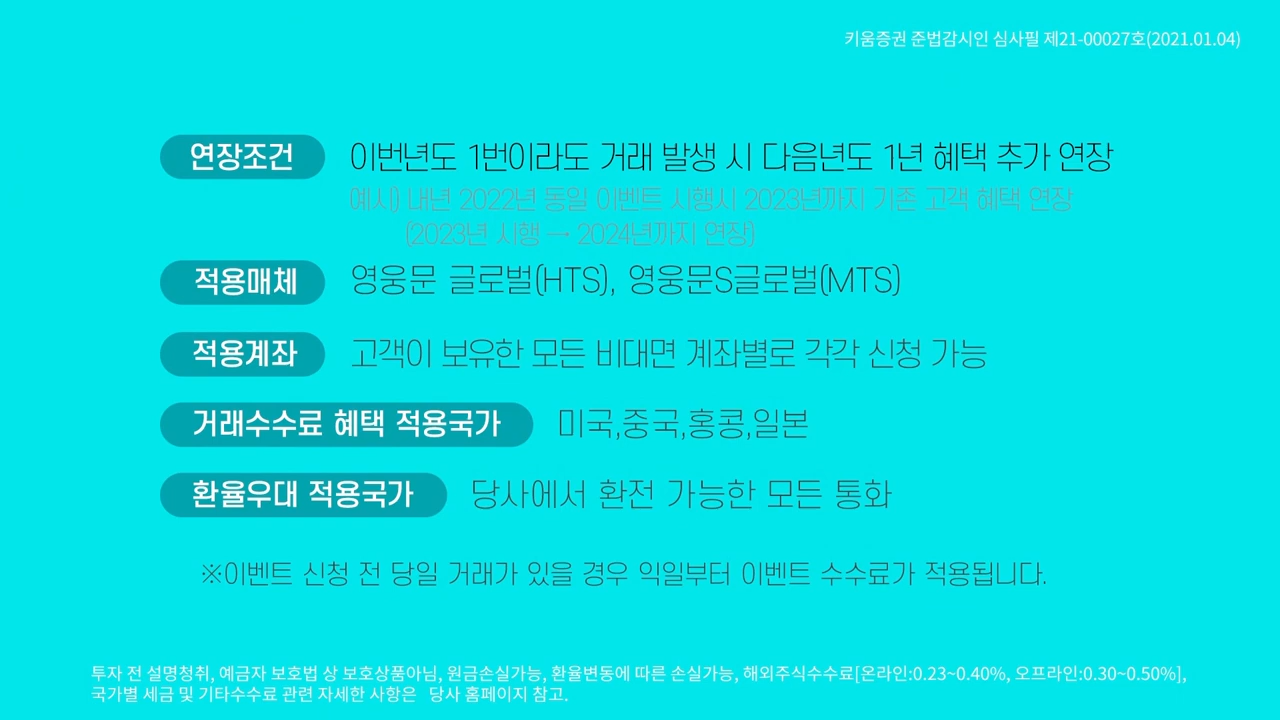 키움증권 준법감시인 심사필 제21-00027호(2021.01.04)
연장조건 이번년도 1번이라도 거래 발생 시 다음년도 1년 혜택 추가 연장
예시) 내년 2022년 동일 이벤트 시행시 2023년까지 기존 고객 혜택 연장
(2023년 시행 → 2024년까지 연장)
적용매체 영웅문 글로벌(HTS), 영웅문S글로벌(MTS)
적용계좌 고객이 보유한 모든 비대면 계좌별로 각각 신청 가능
거래수수료 혜택 적용국가 미국,중국,홍콩,일본
환율우대 적용국가 당사에서 환전 가능한 모든 통화
※이벤트 신청 전 당일 거래가 있을 경우 익일부터 이벤트 수수료가 적용됩니다.
투자 전 설명청취, 예금자 보호법 상 보호상품아님, 원금손실가능, 환율변동에 따른 손실가능, 해외주식수수료[온라인:0.23~0.40%, 오프라인:0.30~0.50%],
국가별 세금 및 기타수수료 관련 자세한 사항은 당사 홈페이지 참고.